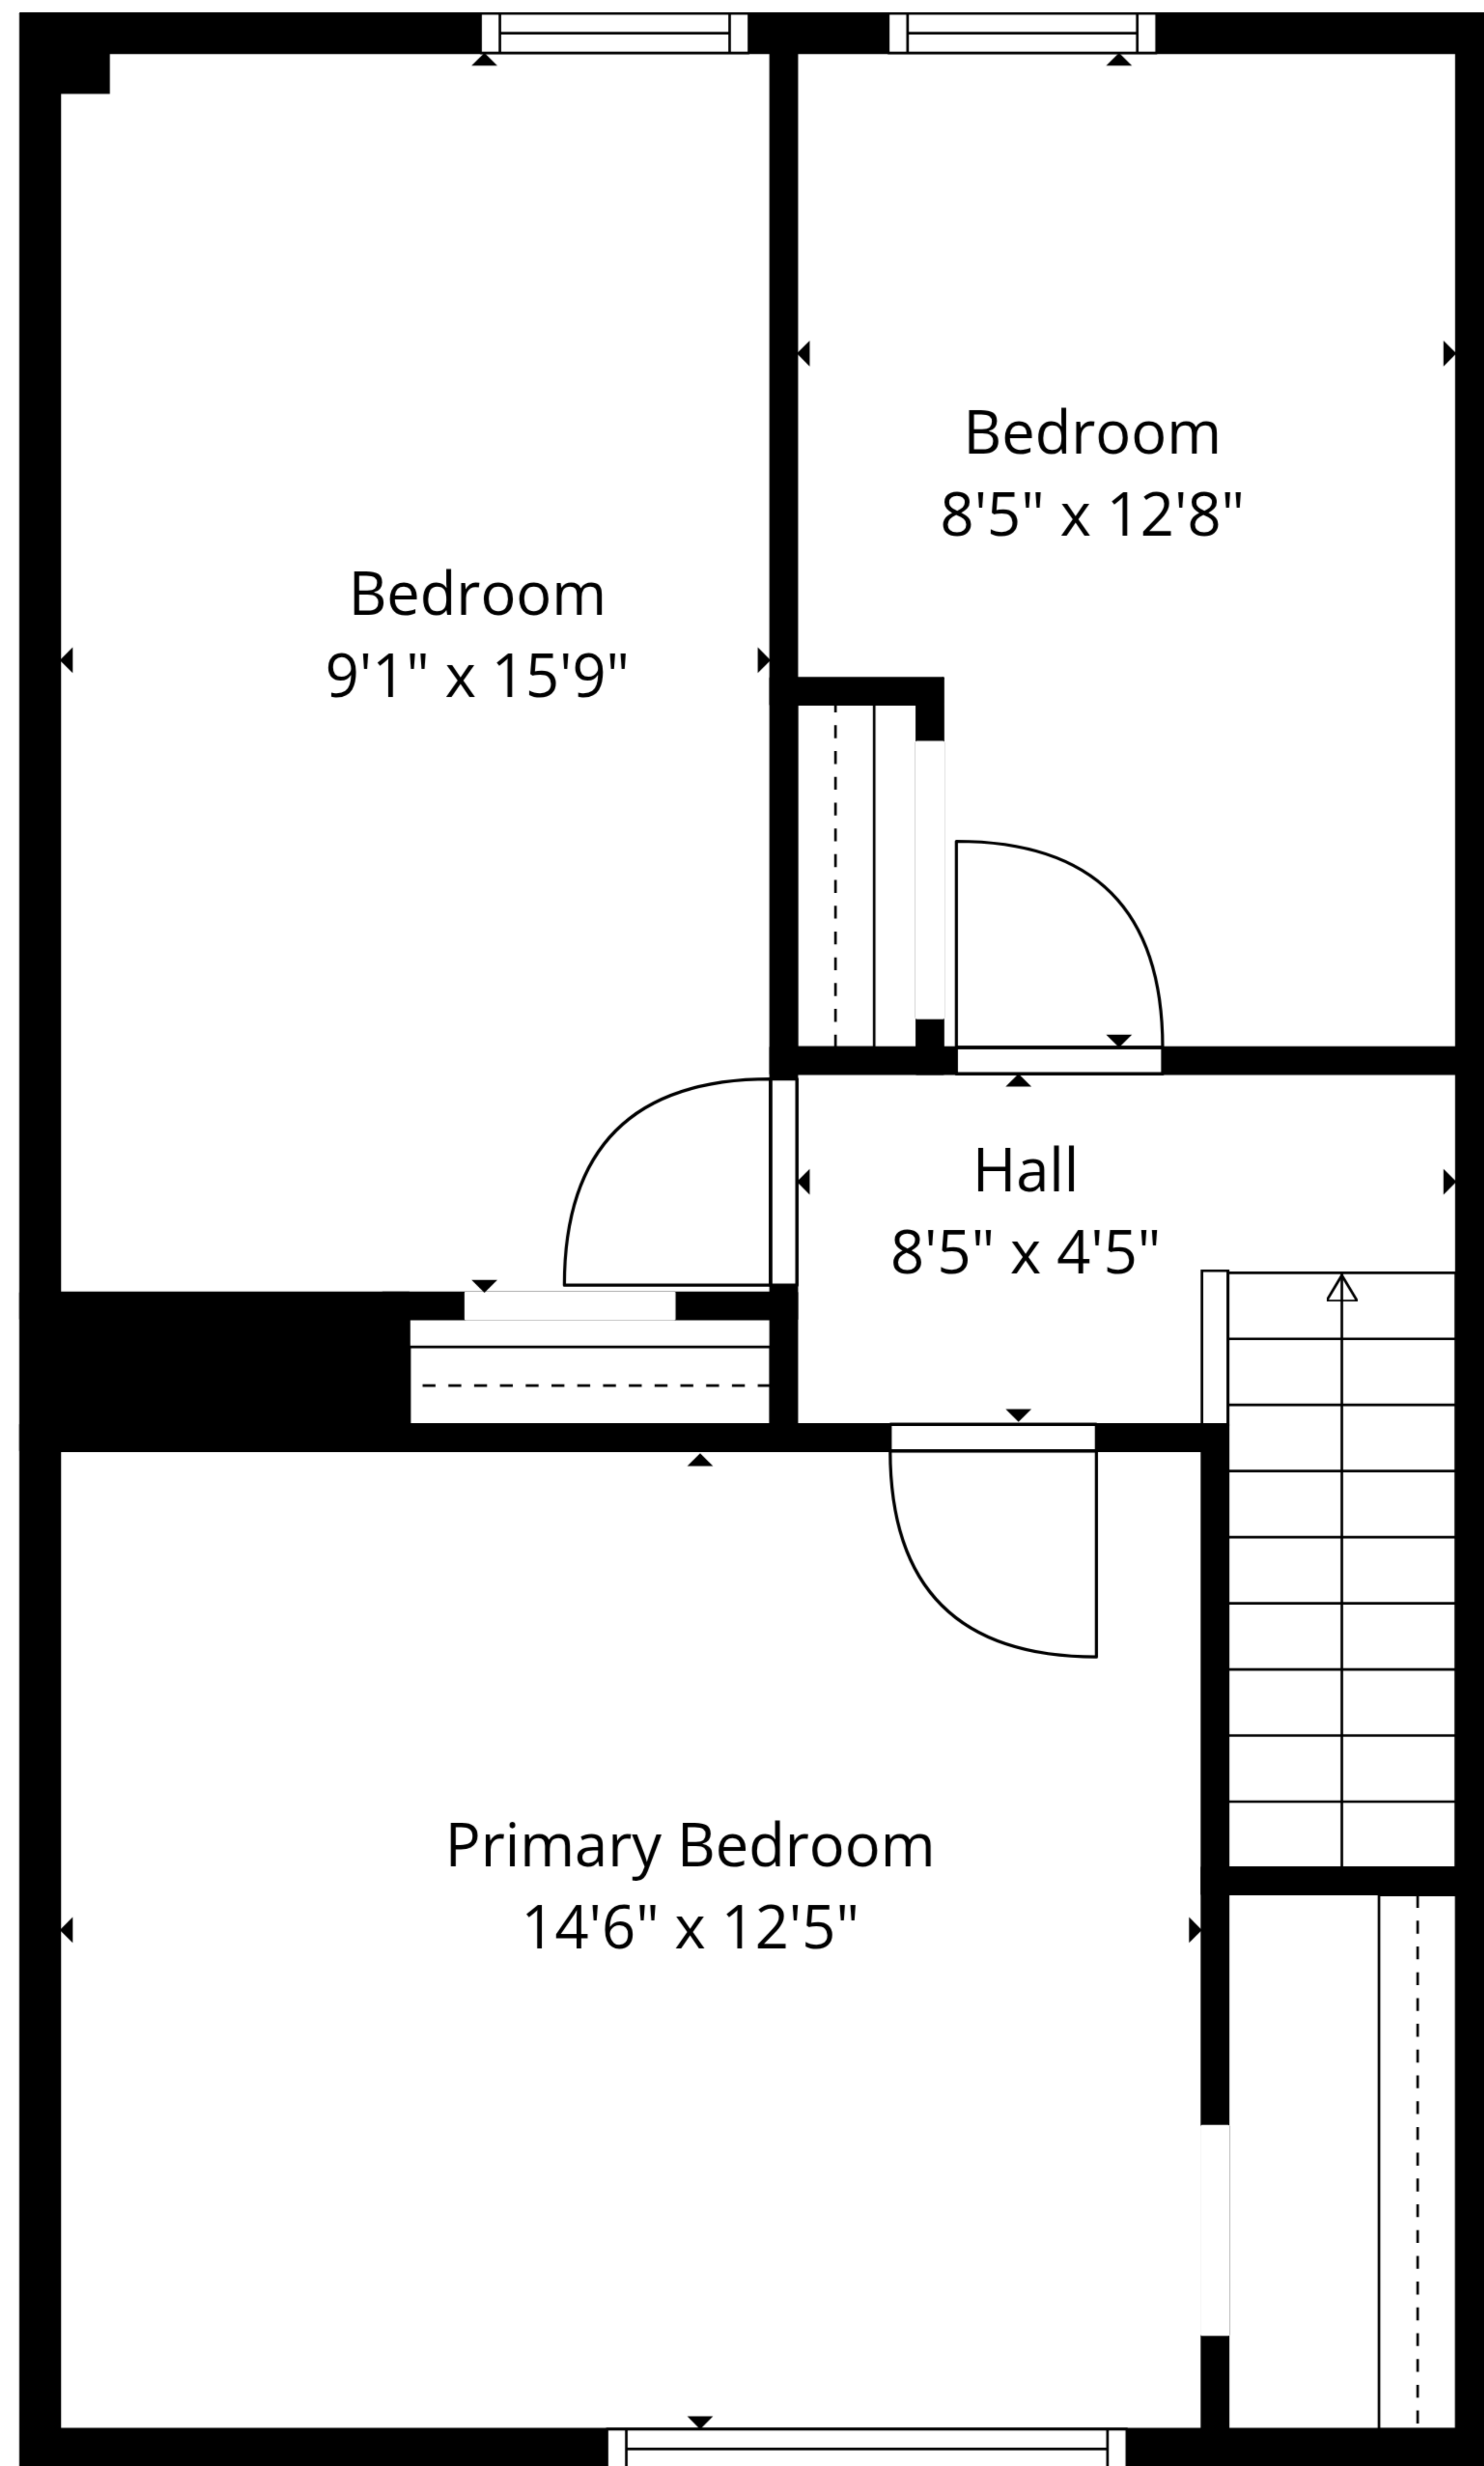 Bedroom
8'5" x 12'8"
Bedroom
9'1" x 15'9"
Hall
8'5" x 4'5"
Primary Bedroom
14'6" x 12'5"